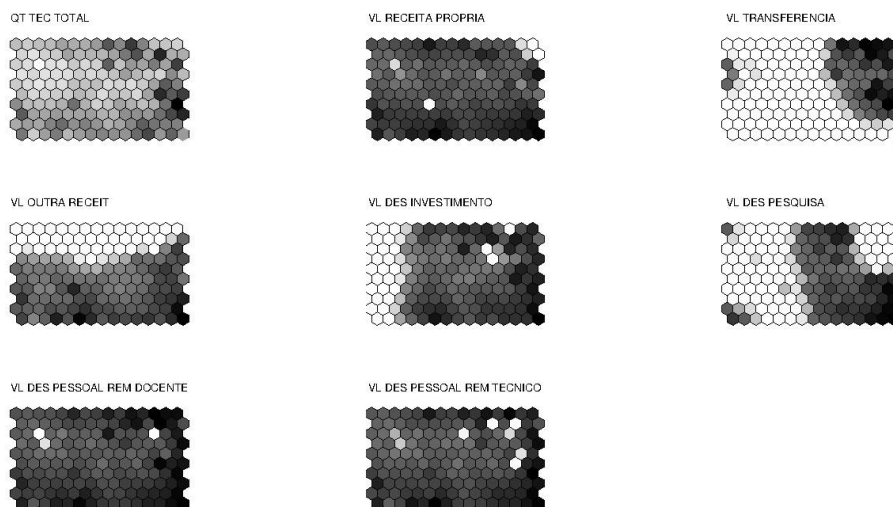 QT TEC TOTAL
VL RECEITA PROPRIA
VL TRANSFERENCIA
VL OUTRA RECEIT
VL DES INVESTIMENTO
VL DES PESQUISA
VL DES PESSOAL REM DOCENTE
VL DES PESSOAL REM TECNICO